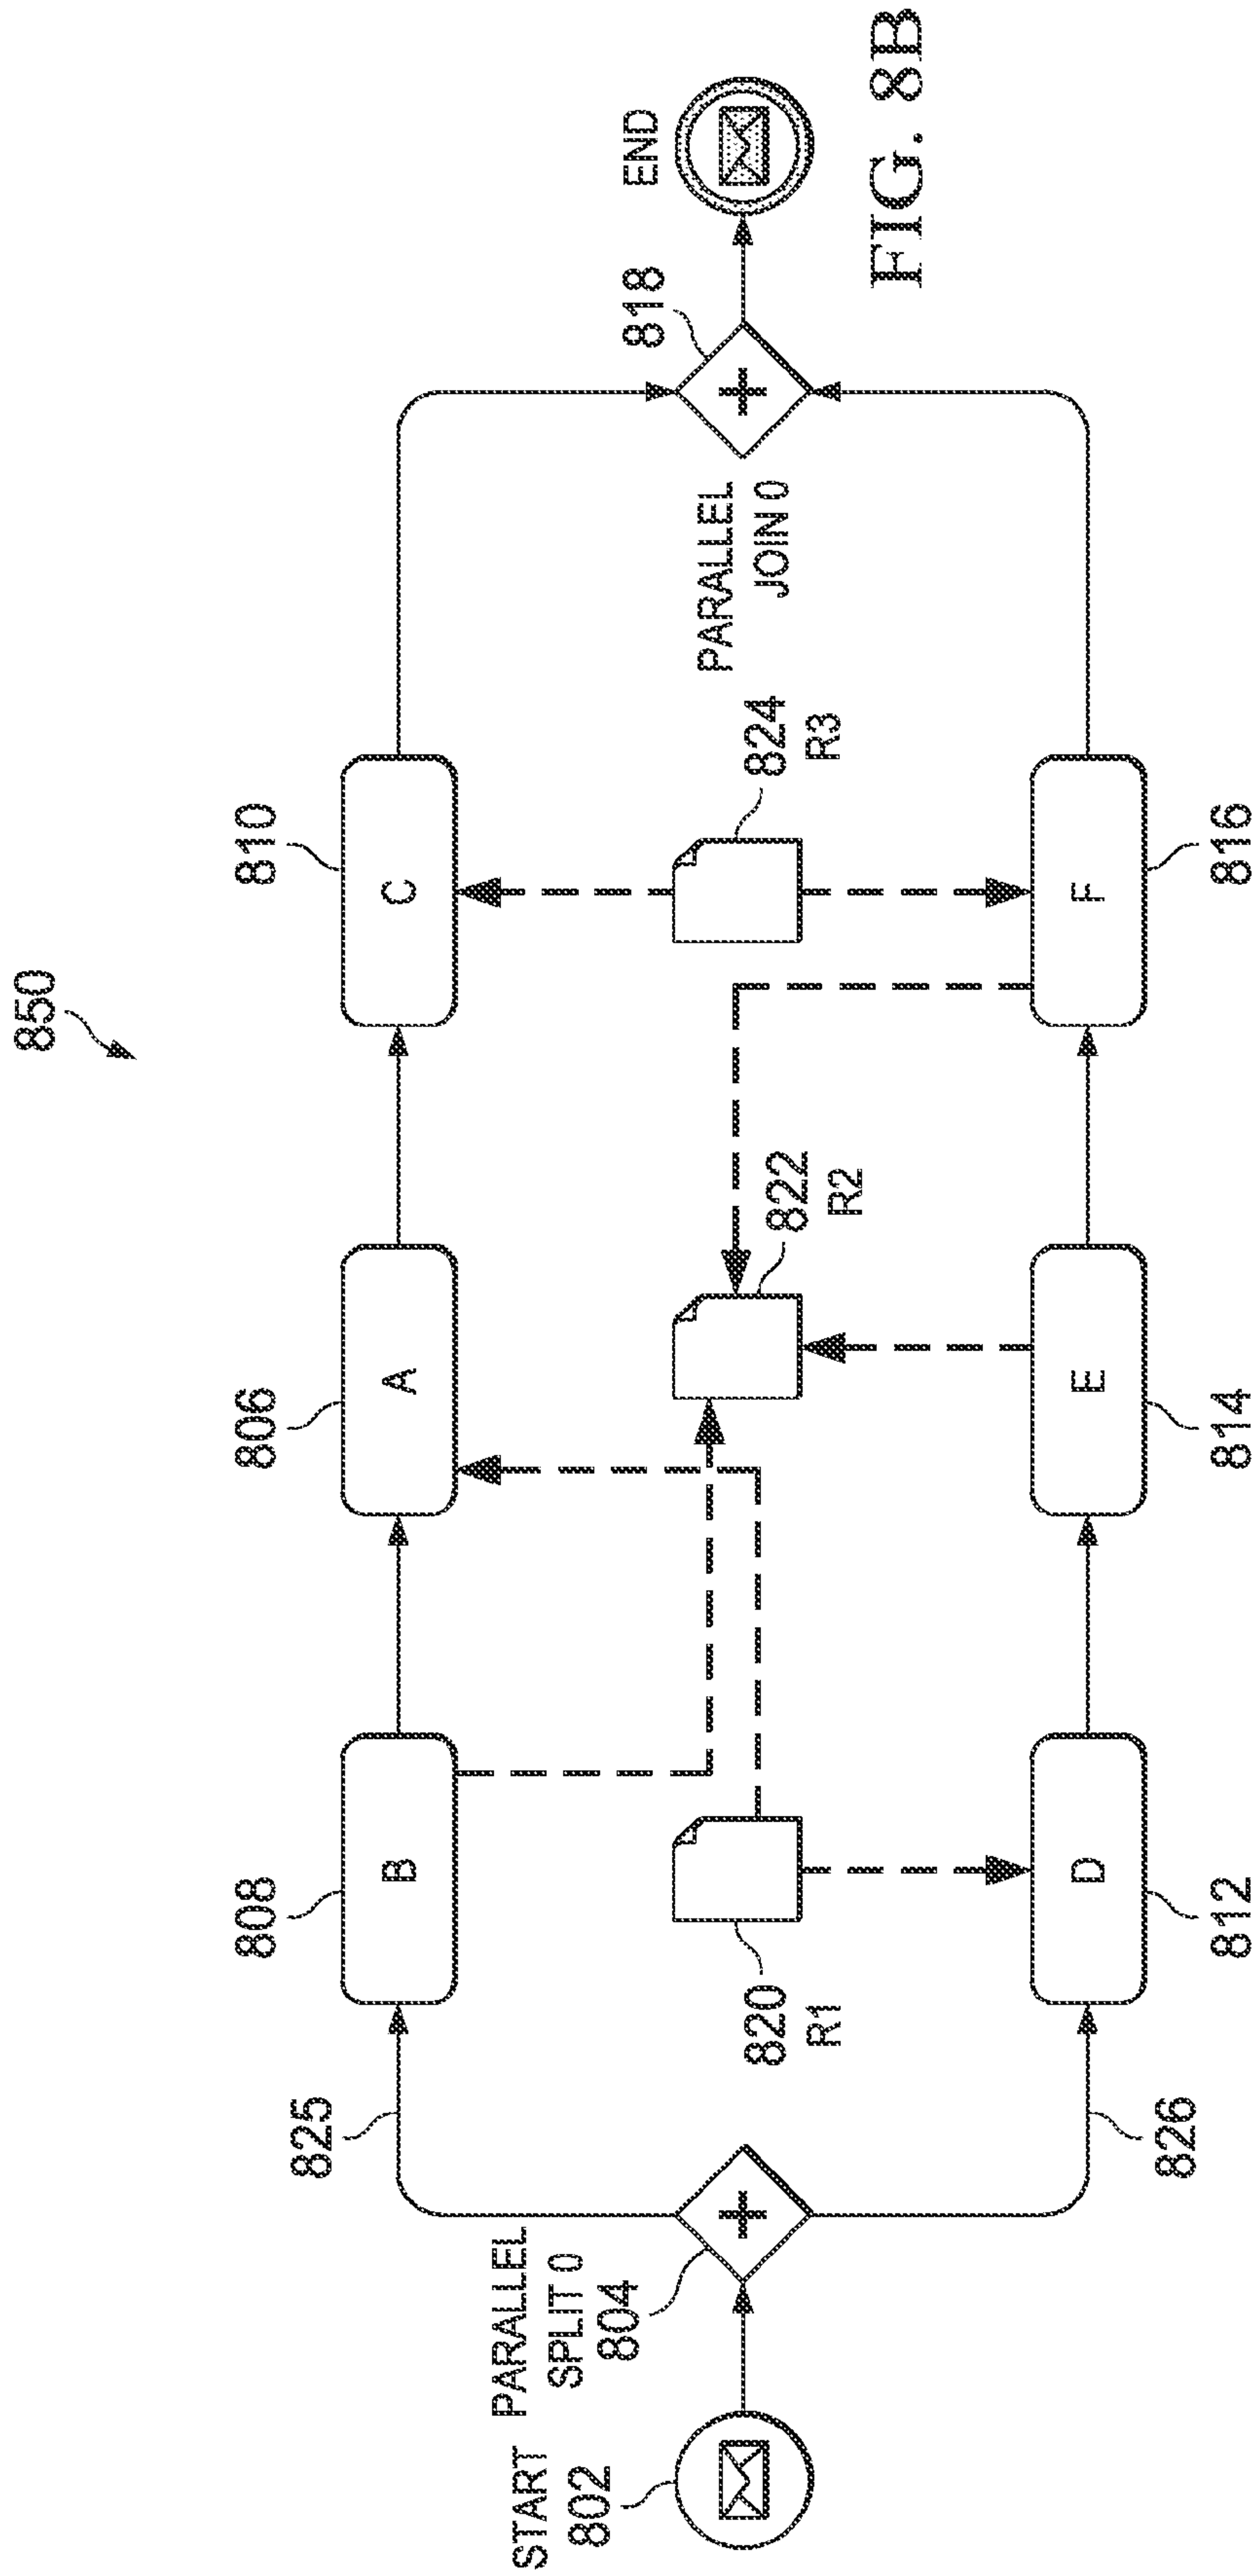 850
825
808
B
806
A
810
C
PARALLEL
SPLIT 0
804
START
802
820
R1
822
R2
824
R3
PARALLEL
JOIN 0
818
END
826
812
D
814
E
816
F
FIG. 8B